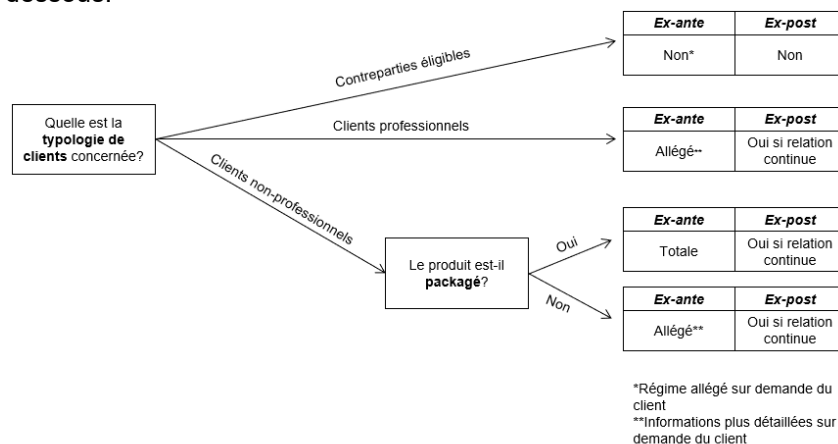 Contreparties éligibles
Ex-ante Ex-post
Non* Non
Quelle est la
typologie de
clients concernée?
Clients professionnels
Ex-ante Ex-post
Allégé** Oui si relation
continue
Clients non-professionnels
Le produit est-il
packagé?
Oui
Ex-ante Ex-post
Totale Oui si relation
continue
Non
Ex-ante Ex-post
Allégé** Oui si relation
continue
*Régime allégé sur demande du
client
**Informations plus détaillées sur
demande du client